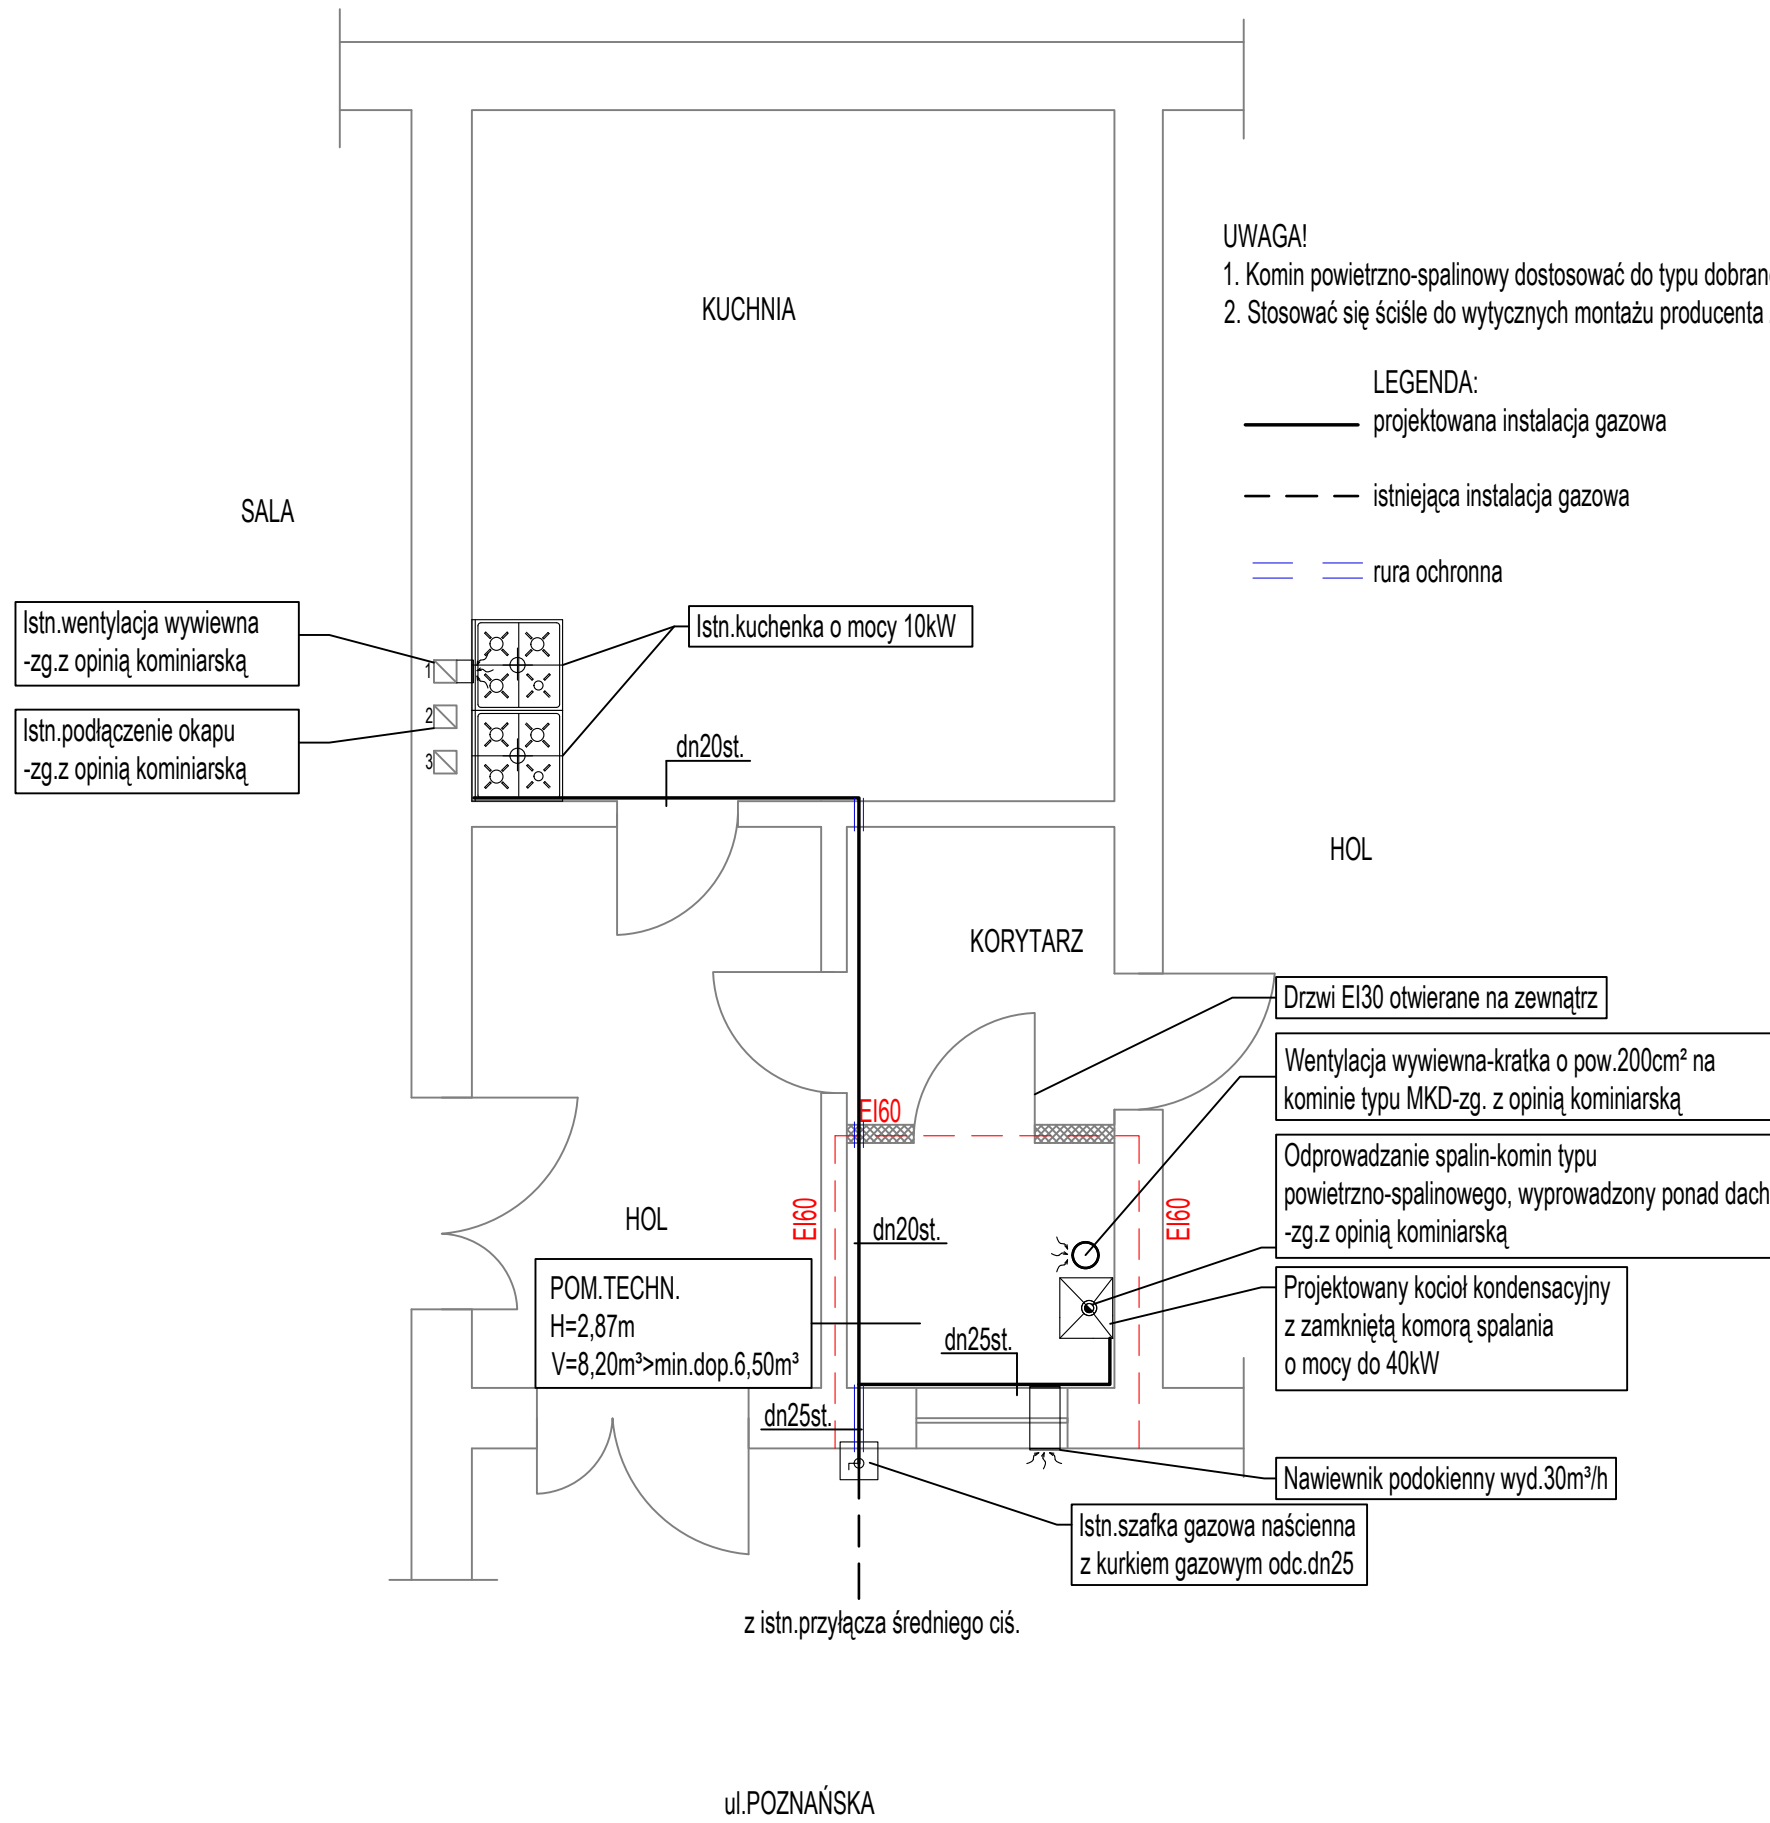 UWAGA!
1. Komin powietrzno-spalinowy dostosować do typu
2. Stosować się ściśle do wytycznych montażu producenta
KUCHNIA
LEGENDA:
projektowana instalacja gazowa
istniejąca instalacja gazowa
rura ochronna
SALA
Istn.wentylacja wywiewna
-zg.z opinią kominiarską
Istn.podłączenie okapu
-zg.z opinią kominiarską
1
2
3
Istn.kuchenka o mocy 10kW
dn20st.
HOL
KORYTARZ
Drzwi EI30 otwierane na zewnątrz
Wentylacja wywiewna-kratka o pow.200cm² na
kominie typu MKD-zg. z opinią kominiarską
Odprowadzanie spalin-komin typu
powietrzno-spalinowego, wyprowadzony ponad dach
-zg.z opinią kominiarską
Projektowany kocioł kondensacyjny
z zamkniętą komorą spalania
o mocy do 40kW
EI60
EI60
EI60
HOL
dn20st.
POM.TECHN.
H=2,87m
V=8,20m³>min.dop.6,50m³
dn25st.
dn25st.
Nawiewnik podokienny wyd.30m³/h
Istn.szafka gazowa naścienna
z kurkiem gazowym odc.dn25
z istn.przyłącza średniego ciś.
ul.POZNAŃSKA